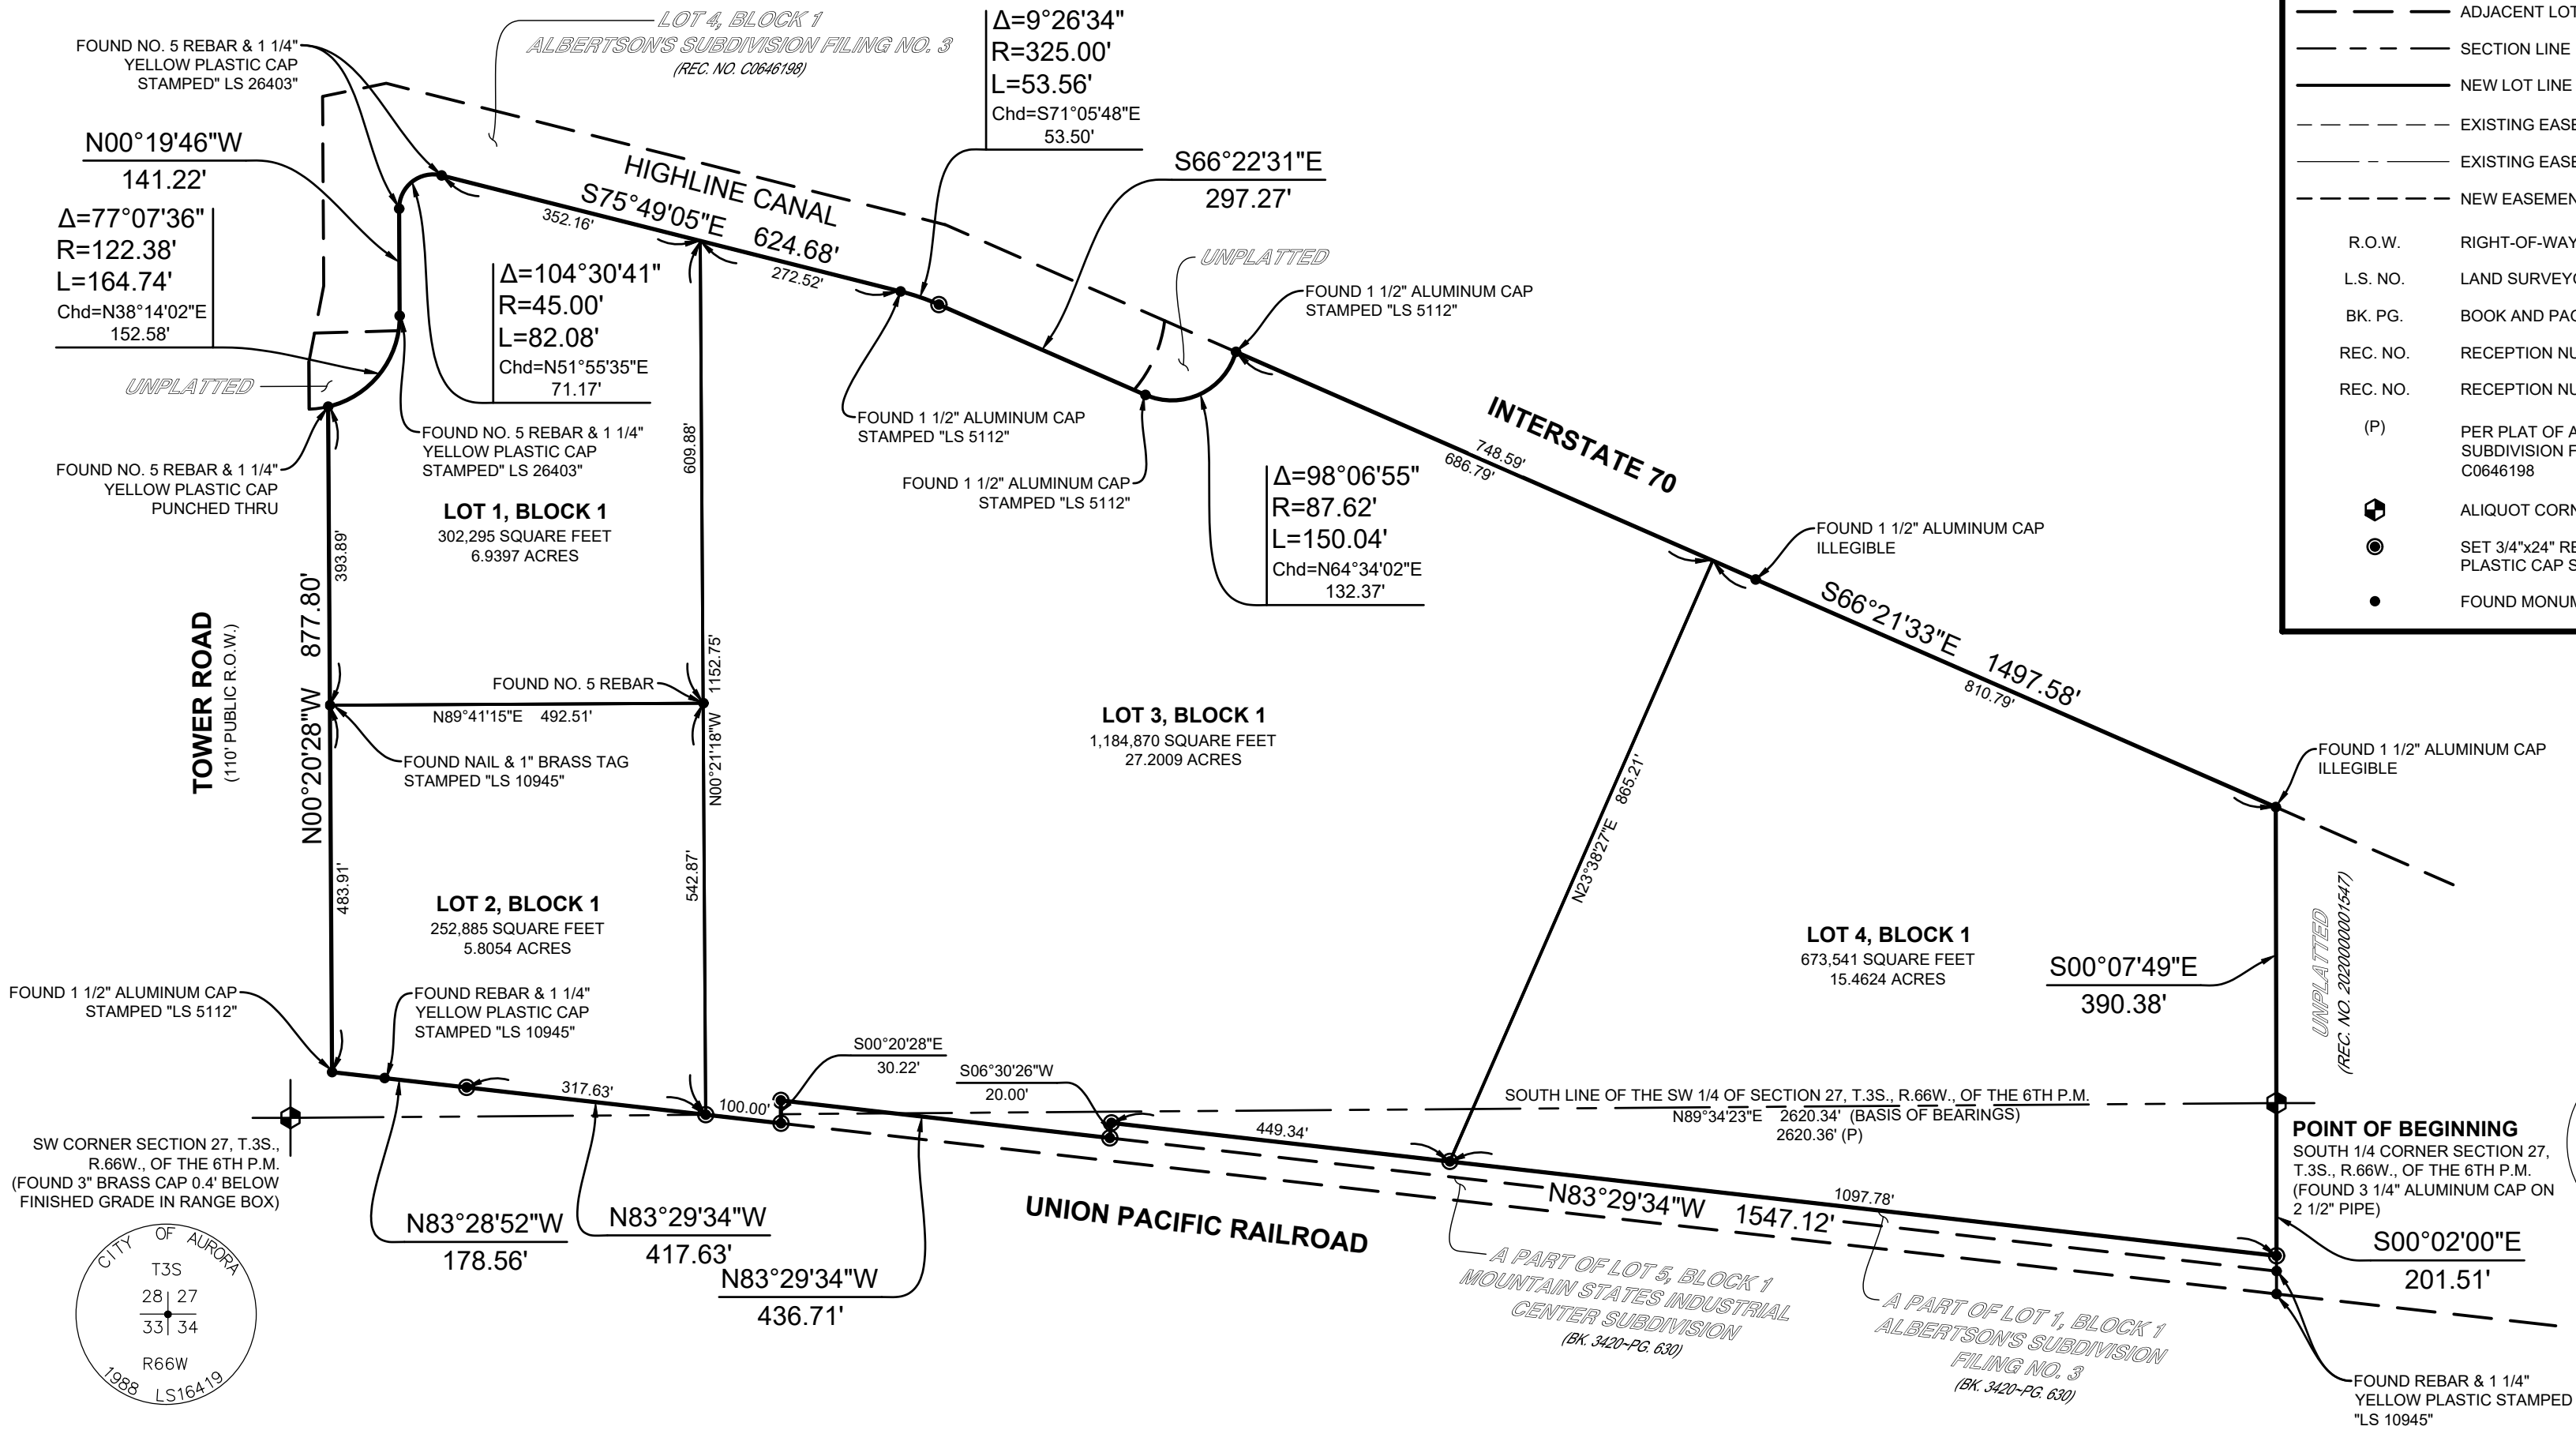 LOT 4, BLOCK 1
ALBERTSON'S SUBDIVISION FILING NO. 3
(REC. NO. C0646198)
FOUND NO. 5 REBAR & 1 1/4"
YELLOW PLASTIC CAP
STAMPED" LS 26403"
Δ=9°26'34"
R=325.00'
L=53.56'
Chd=S71°05'48"E
53.50'
N00°19'46"W
141.22'
Δ=77°07'36"
R=122.38'
L=164.74'
Chd=N38°14'02"E
152.58'
UNPLATTED
Δ=104°30'41"
R=45.00'
L=82.08'
Chd=N51°55'35"E
71.17'
HIGHLINE CANAL
S75°49'05"E 624.68'
352.16'
272.52'
S66°22'31"E
297.27'
UNPLATTED
FOUND 1 1/2" ALUMINUM CAP
STAMPED "LS 5112"
FOUND 1 1/2" ALUMINUM CAP
STAMPED "LS 5112"
FOUND 1 1/2" ALUMINUM CAP
STAMPED "LS 5112"
FOUND NO. 5 REBAR & 1 1/4"
YELLOW PLASTIC CAP
STAMPED" LS 26403"
FOUND NO. 5 REBAR & 1 1/4"
YELLOW PLASTIC CAP
PUNCHED THRU
Δ=98°06'55"
R=87.62'
L=150.04'
Chd=N64°34'02"E
132.37'
INTERSTATE 70
748.59'
686.79'
FOUND 1 1/2" ALUMINUM CAP
ILLEGIBLE
S66°21'33"E 1497.58'
810.79'
FOUND 1 1/2" ALUMINUM CAP
ILLEGIBLE
LOT 1, BLOCK 1
302,295 SQUARE FEET
6.9397 ACRES
609.88'
393.89'
N00°20'28"W 877.80'
TOWER ROAD
(110' PUBLIC R.O.W.)
FOUND NO. 5 REBAR
N89°41'15"E 492.51'
N00°21'18"W 1152.75'
FOUND NAIL & 1" BRASS TAG
STAMPED "LS 10945"
LOT 3, BLOCK 1
1,184,870 SQUARE FEET
27.2009 ACRES
N23°38'27"E 865.21'
483.91'
542.87'
LOT 2, BLOCK 1
252,885 SQUARE FEET
5.8054 ACRES
LOT 4, BLOCK 1
673,541 SQUARE FEET
15.4624 ACRES
S00°07'49"E
390.38'
UNPLATTED
(REC. NO. 2020000001547)
FOUND 1 1/2" ALUMINUM CAP
STAMPED "LS 5112"
FOUND REBAR & 1 1/4"
YELLOW PLASTIC CAP
STAMPED "LS 10945"
317.63'
100.00'
S00°20'28"E
30.22'
S06°30'26"W
20.00'
449.34'
SOUTH LINE OF THE SW 1/4 OF SECTION 27, T.3S., R.66W., OF THE 6TH P.M.
N89°34'23"E 2620.34' (BASIS OF BEARINGS)
2620.36' (P)
SW CORNER SECTION 27, T.3S.,
R.66W., OF THE 6TH P.M.
(FOUND 3" BRASS CAP 0.4' BELOW
FINISHED GRADE IN RANGE BOX)
CITY OF AURORA
T3S
28 27
33 34
R66W
1988 LS16419
N83°28'52"W
178.56'
N83°29'34"W
417.63'
N83°29'34"W
436.71'
UNION PACIFIC RAILROAD
N83°29'34"W 1547.12'
1097.78'
A PART OF LOT 5, BLOCK 1
MOUNTAIN STATES INDUSTRIAL
CENTER SUBDIVISION
(BK. 3420~PG. 630)
A PART OF LOT 1, BLOCK 1
ALBERTSON'S SUBDIVISION
FILING NO. 3
(BK. 3420~PG. 630)
POINT OF BEGINNING
SOUTH 1/4 CORNER SECTION 27,
T.3S., R.66W., OF THE 6TH P.M.
(FOUND 3 1/4" ALUMINUM CAP ON
2 1/2" PIPE)
S00°02'00"E
201.51'
FOUND REBAR & 1 1/4"
YELLOW PLASTIC STAMPED
"LS 10945"
ADJACENT LOT
SECTION LINE
NEW LOT LINE
EXISTING EASE
EXISTING EASE
NEW EASEMEN
R.O.W. RIGHT-OF-WAY
L.S. NO. LAND SURVEYO
BK. PG. BOOK AND PAG
REC. NO. RECEPTION NU
REC. NO. RECEPTION NU
(P) PER PLAT OF A
SUBDIVISION F
C0646198
ALIQUOT CORN
SET 3/4"x24" RE
PLASTIC CAP S
FOUND MONUM